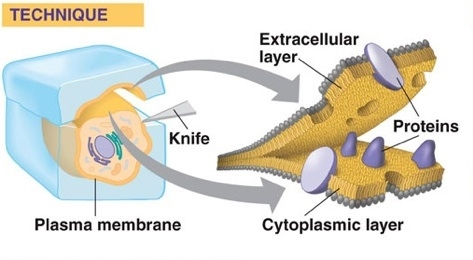 TECHNIQUE
Extracellular
layer
Knife
Proteins
Plasma membrane
Cytoplasmic layer